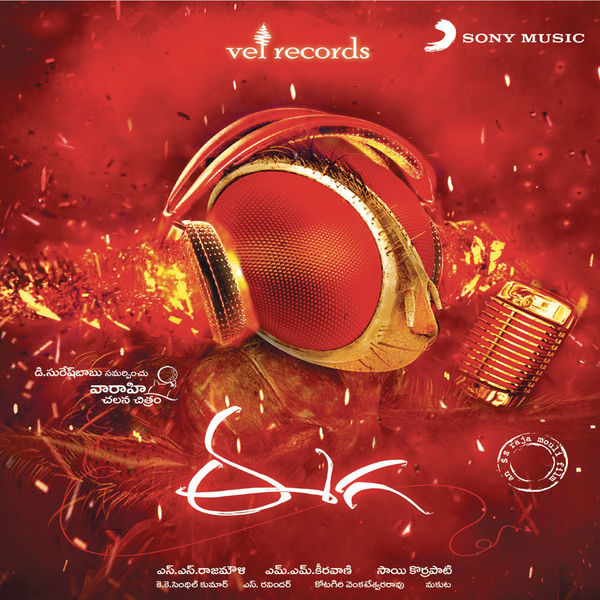 vel records
SONY MUSIC
డి.సురేష్‌బాబు సమర్పించు
వారాహి
చలన చిత్రం
ఈగ
an S S raja mouli film
ఎస్.ఎస్.రాజమౌళి ఎమ్.ఎమ్.కీరవాణి సాయి కొర్రపాటి
కె.కె.సెంథిల్ కుమార్ ఎస్. రవీందర్ కోటగిరి వెంకటేశ్వరరావు మకుట